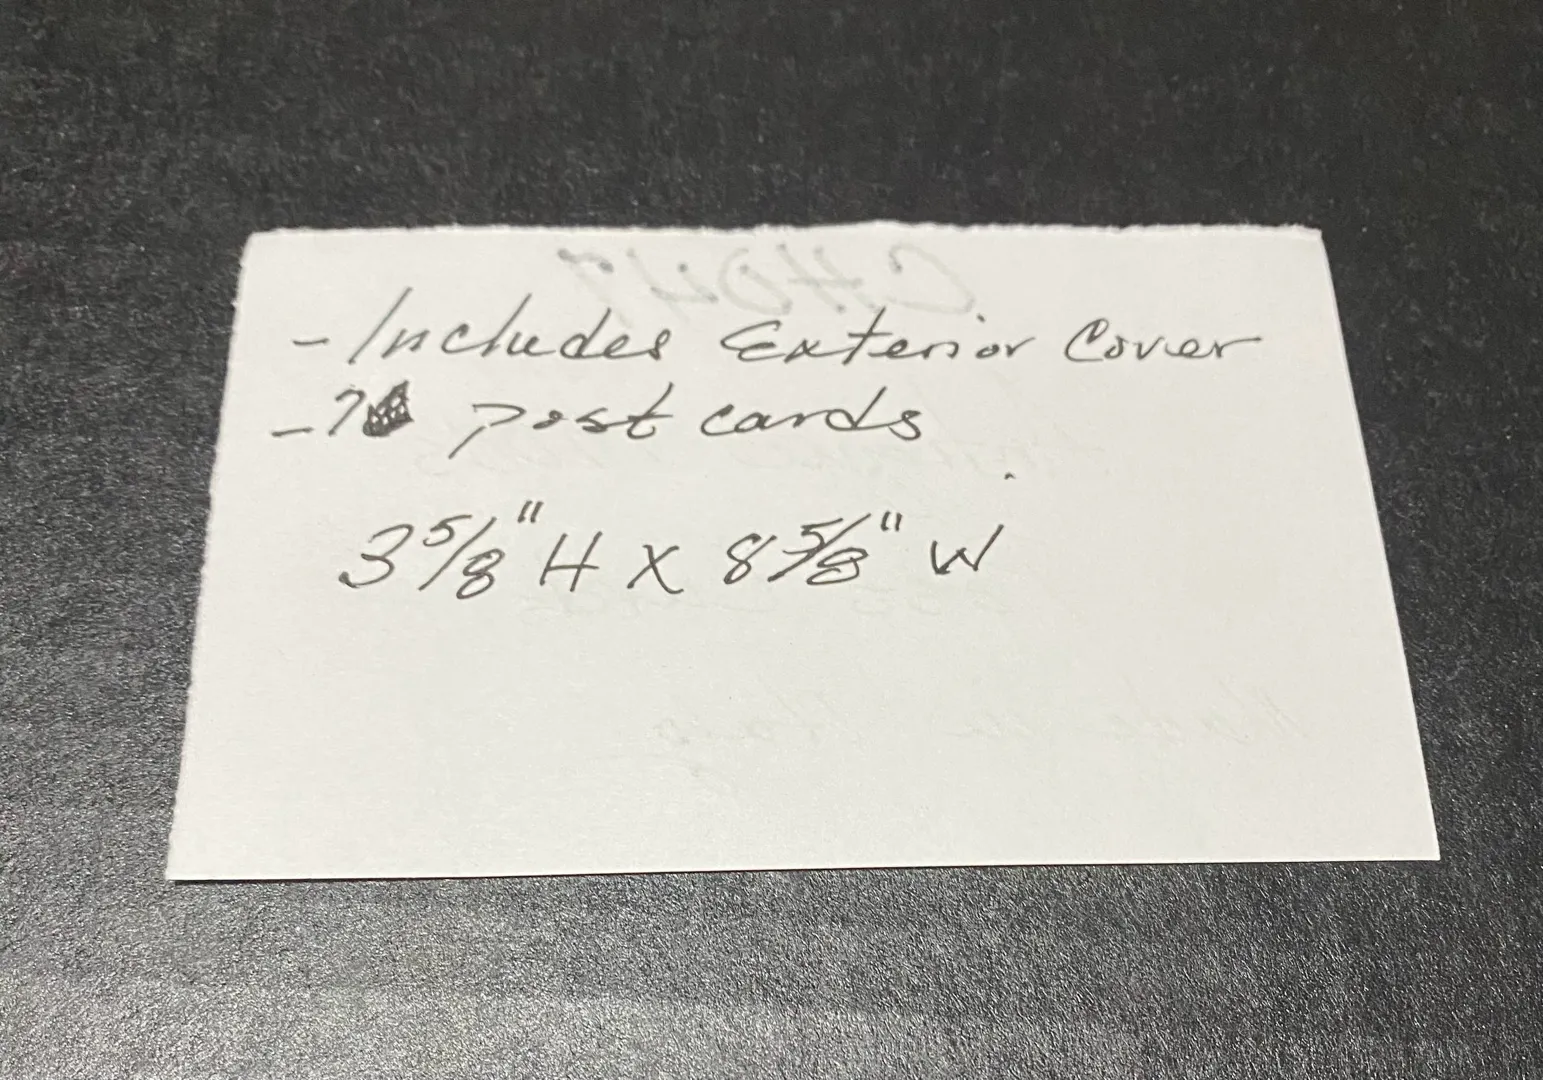 - Includes Exterior Cover
- 7 post cards
3 5/8" H X 8 5/8" W